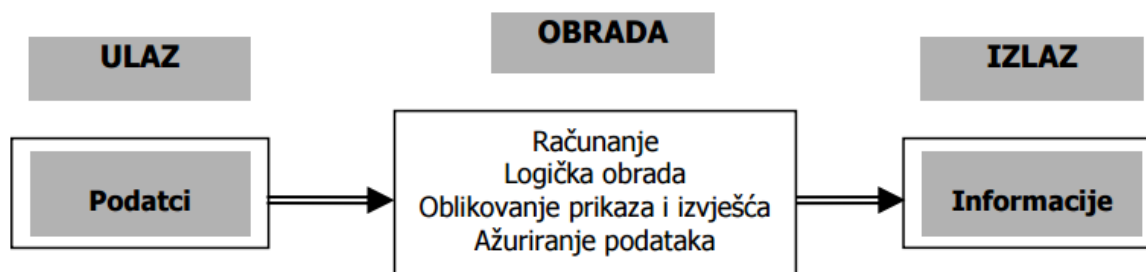 ULAZ
OBRADA
IZLAZ
Podatci
Računanje
Logička obrada
Oblikovanje prikaza i izvješća
Ažuriranje podataka
Informacije